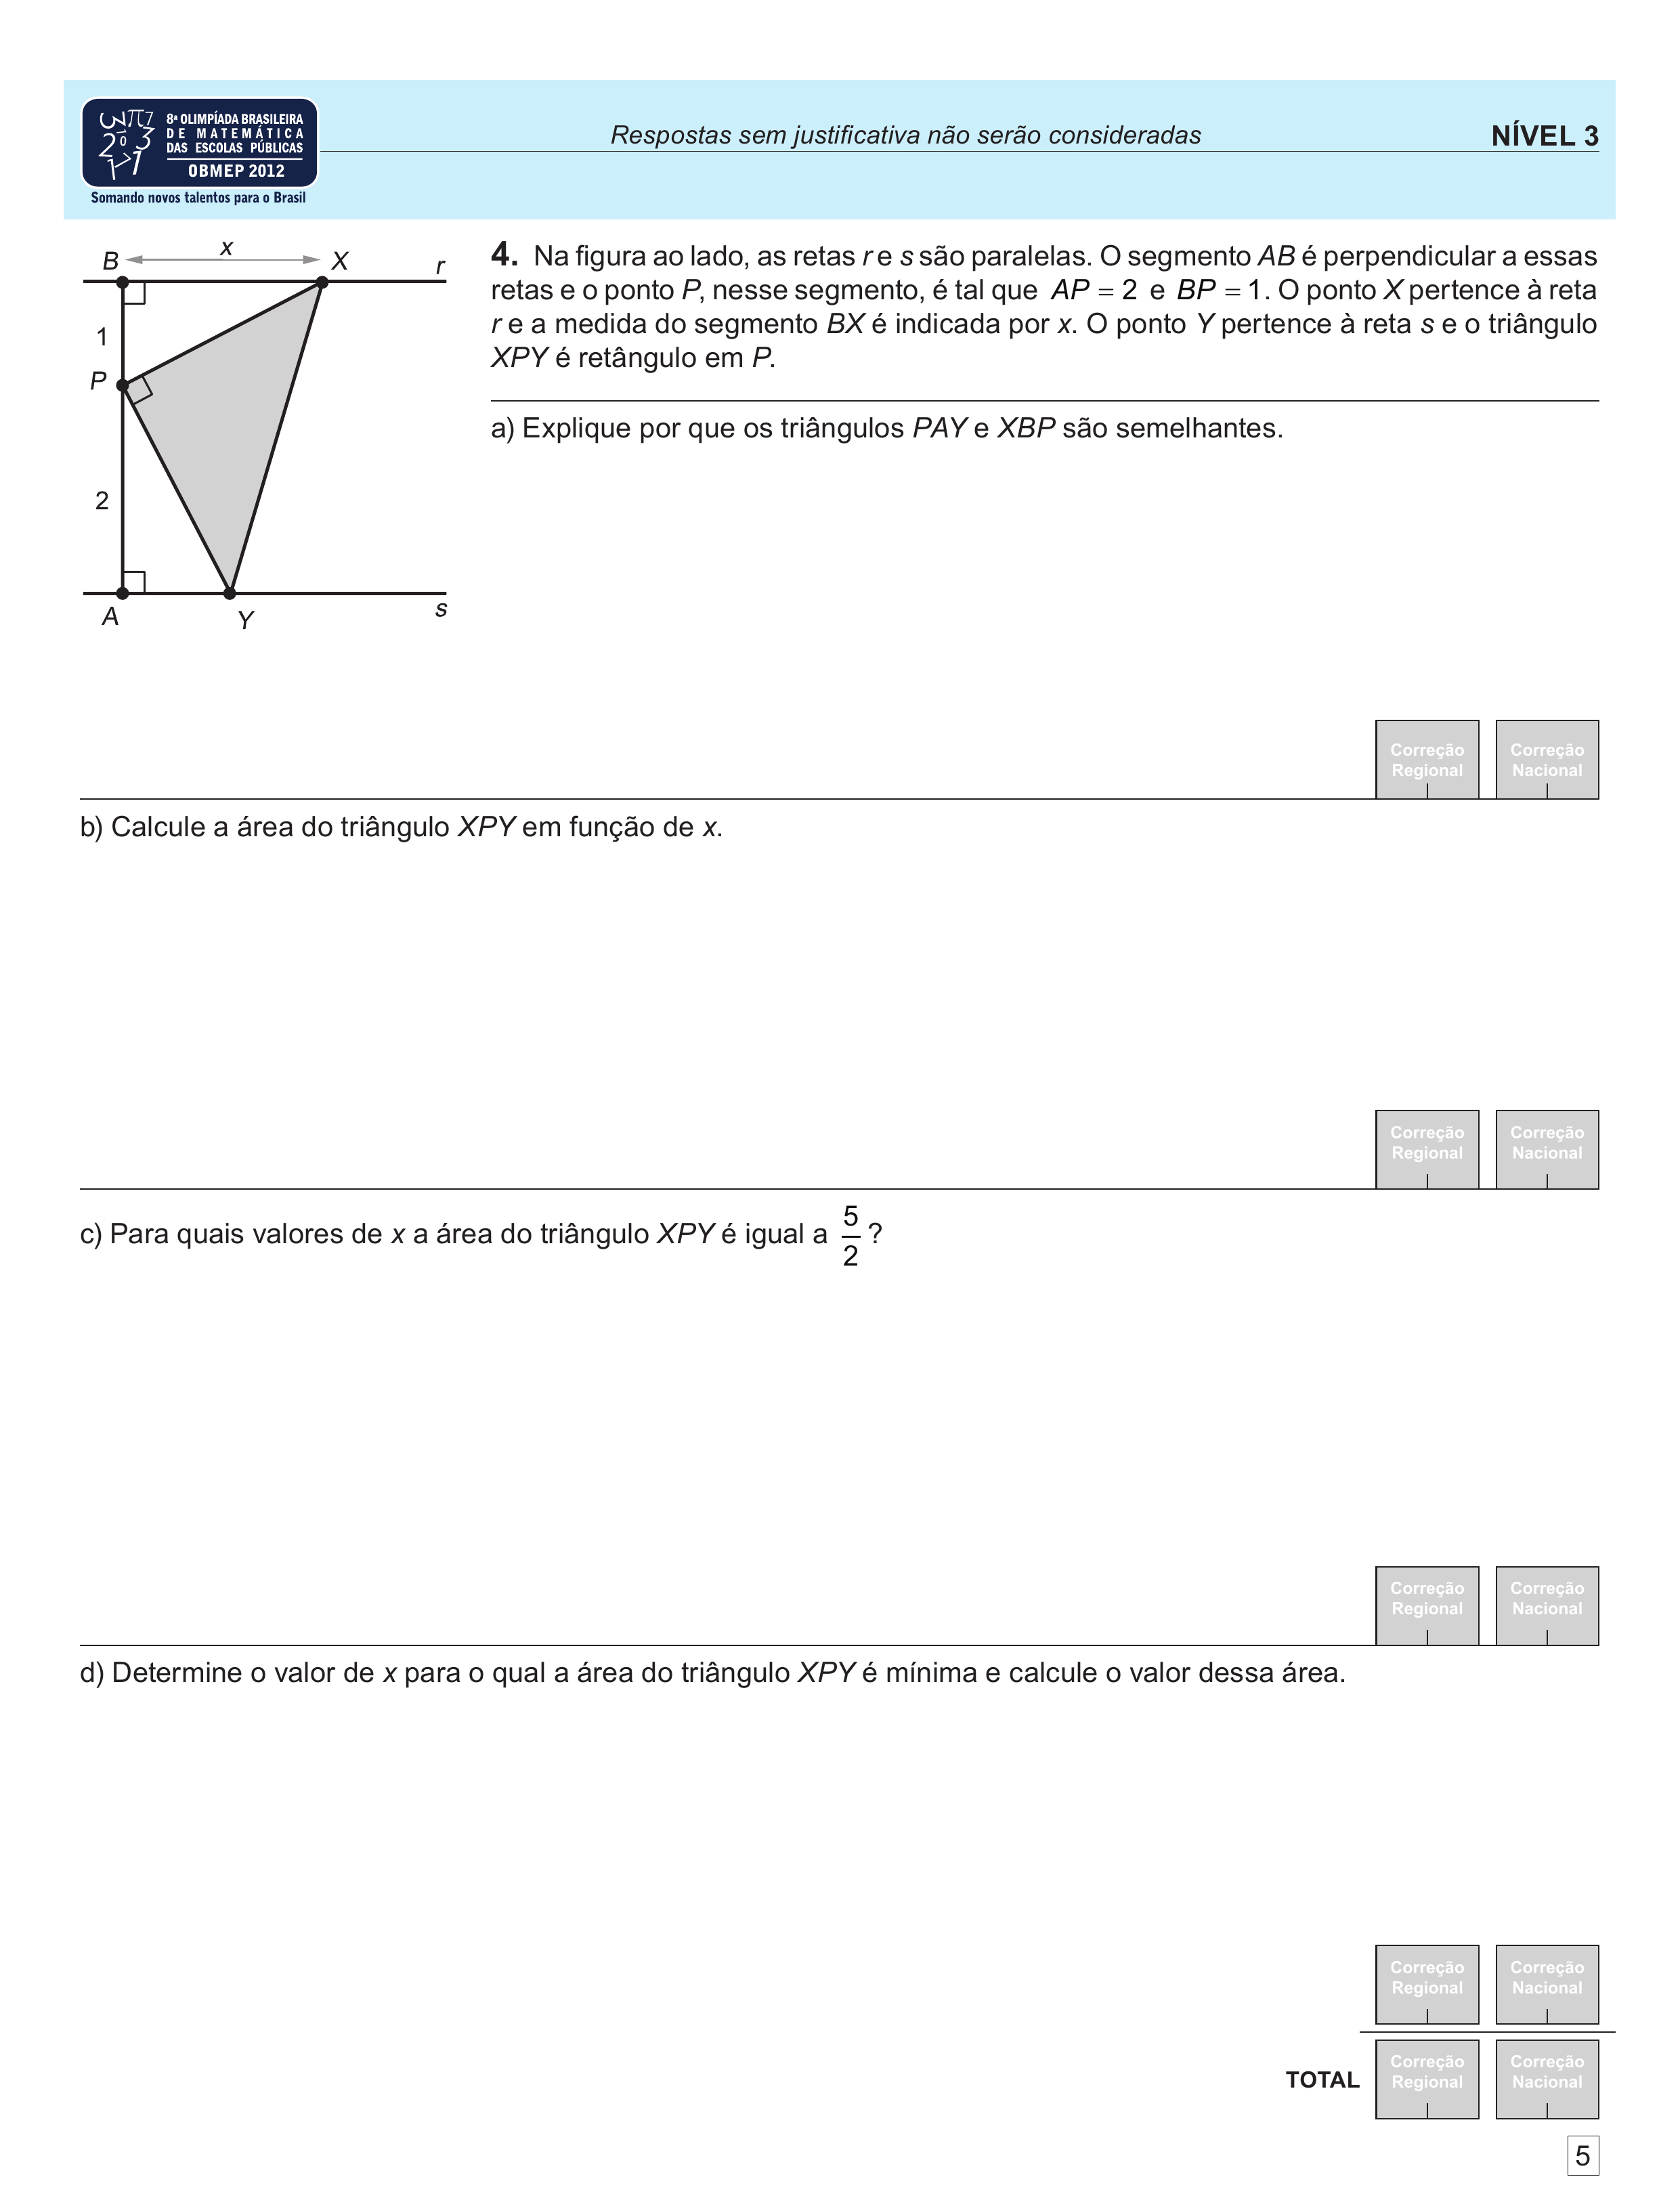 8ª OLIMPÍADA BRASILEIRA
DE MATEMÁTICA
DAS ESCOLAS PÚBLICAS
OBMEP 2012
Somando novos talentos para o Brasil
Respostas sem justificativa não serão consideradas
NÍVEL 3
B
x
X
r
1
P
2
A
Y
s
4. Na figura ao lado, as retas r e s são paralelas. O segmento AB é perpendicular a essas
retas e o ponto P, nesse segmento, é tal que AP = 2 e BP = 1. O ponto X pertence à reta
r e a medida do segmento BX é indicada por x. O ponto Y pertence à reta s e o triângulo
XPY é retângulo em P.
a) Explique por que os triângulos PAY e XBP são semelhantes.
Correção
Regional
Correção
Nacional
b) Calcule a área do triângulo XPY em função de x.
Correção
Regional
Correção
Nacional
c) Para quais valores de x a área do triângulo XPY é igual a 5/2 ?
Correção
Regional
Correção
Nacional
d) Determine o valor de x para o qual a área do triângulo XPY é mínima e calcule o valor dessa área.
Correção
Regional
Correção
Nacional
TOTAL
Correção
Regional
Correção
Nacional
5